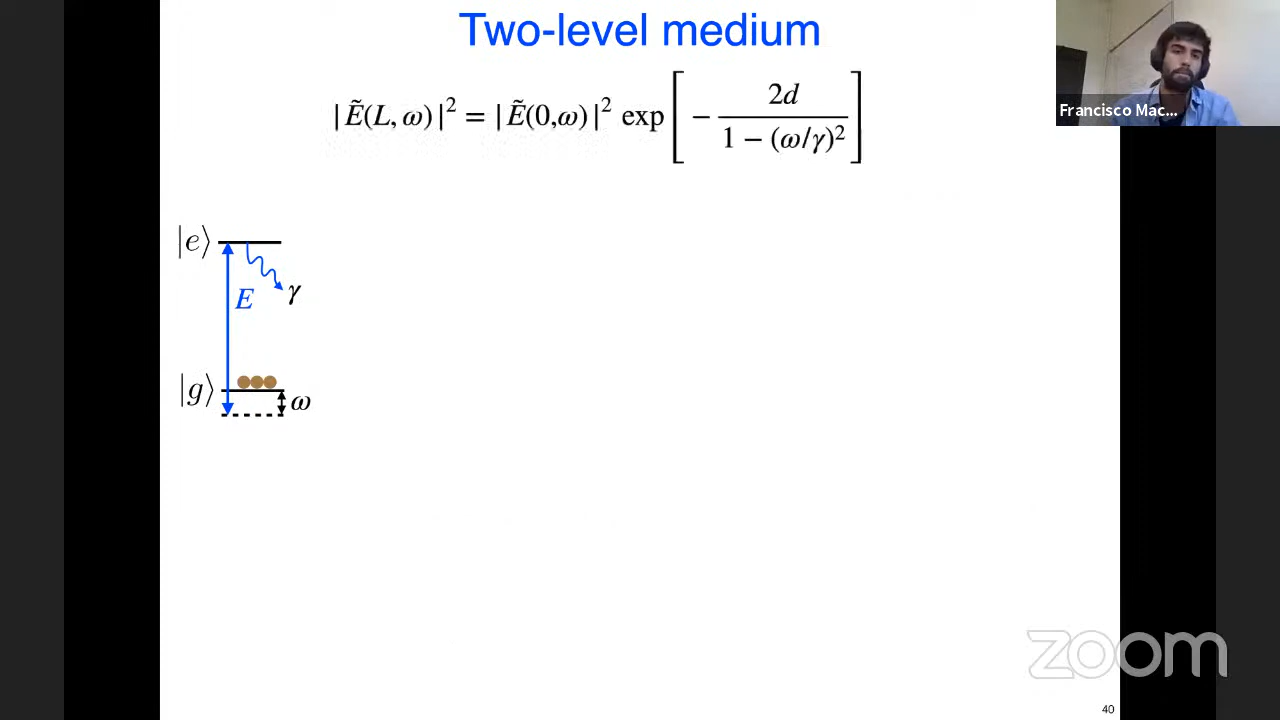 Two-level medium
|Ẽ(L, ω)|² = |Ẽ(0,ω)|² exp[−2d/(1 − (ω/γ)²)]
Francisco Mac...
|e⟩
E
γ
|g⟩
ω
zoom
40